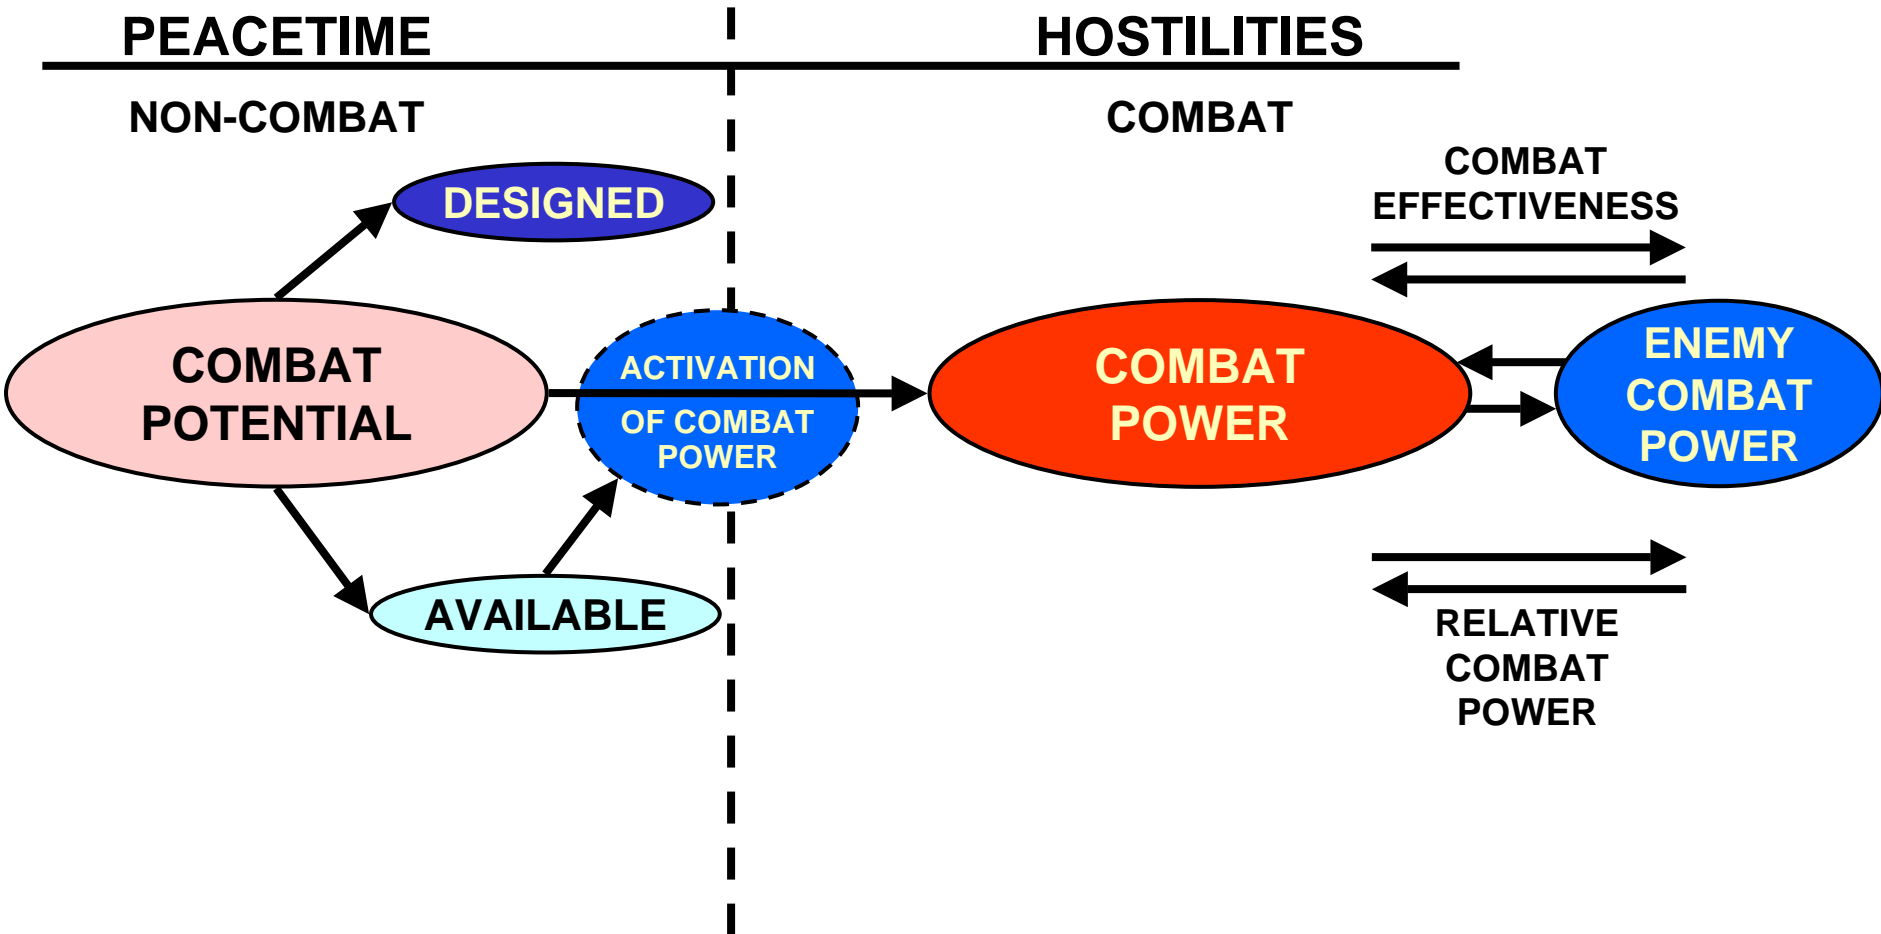 PEACETIME
HOSTILITIES
NON-COMBAT
COMBAT
COMBAT
EFFECTIVENESS
DESIGNED
COMBAT
POTENTIAL
ACTIVATION
OF COMBAT
POWER
COMBAT
POWER
ENEMY
COMBAT
POWER
AVAILABLE
RELATIVE
COMBAT
POWER